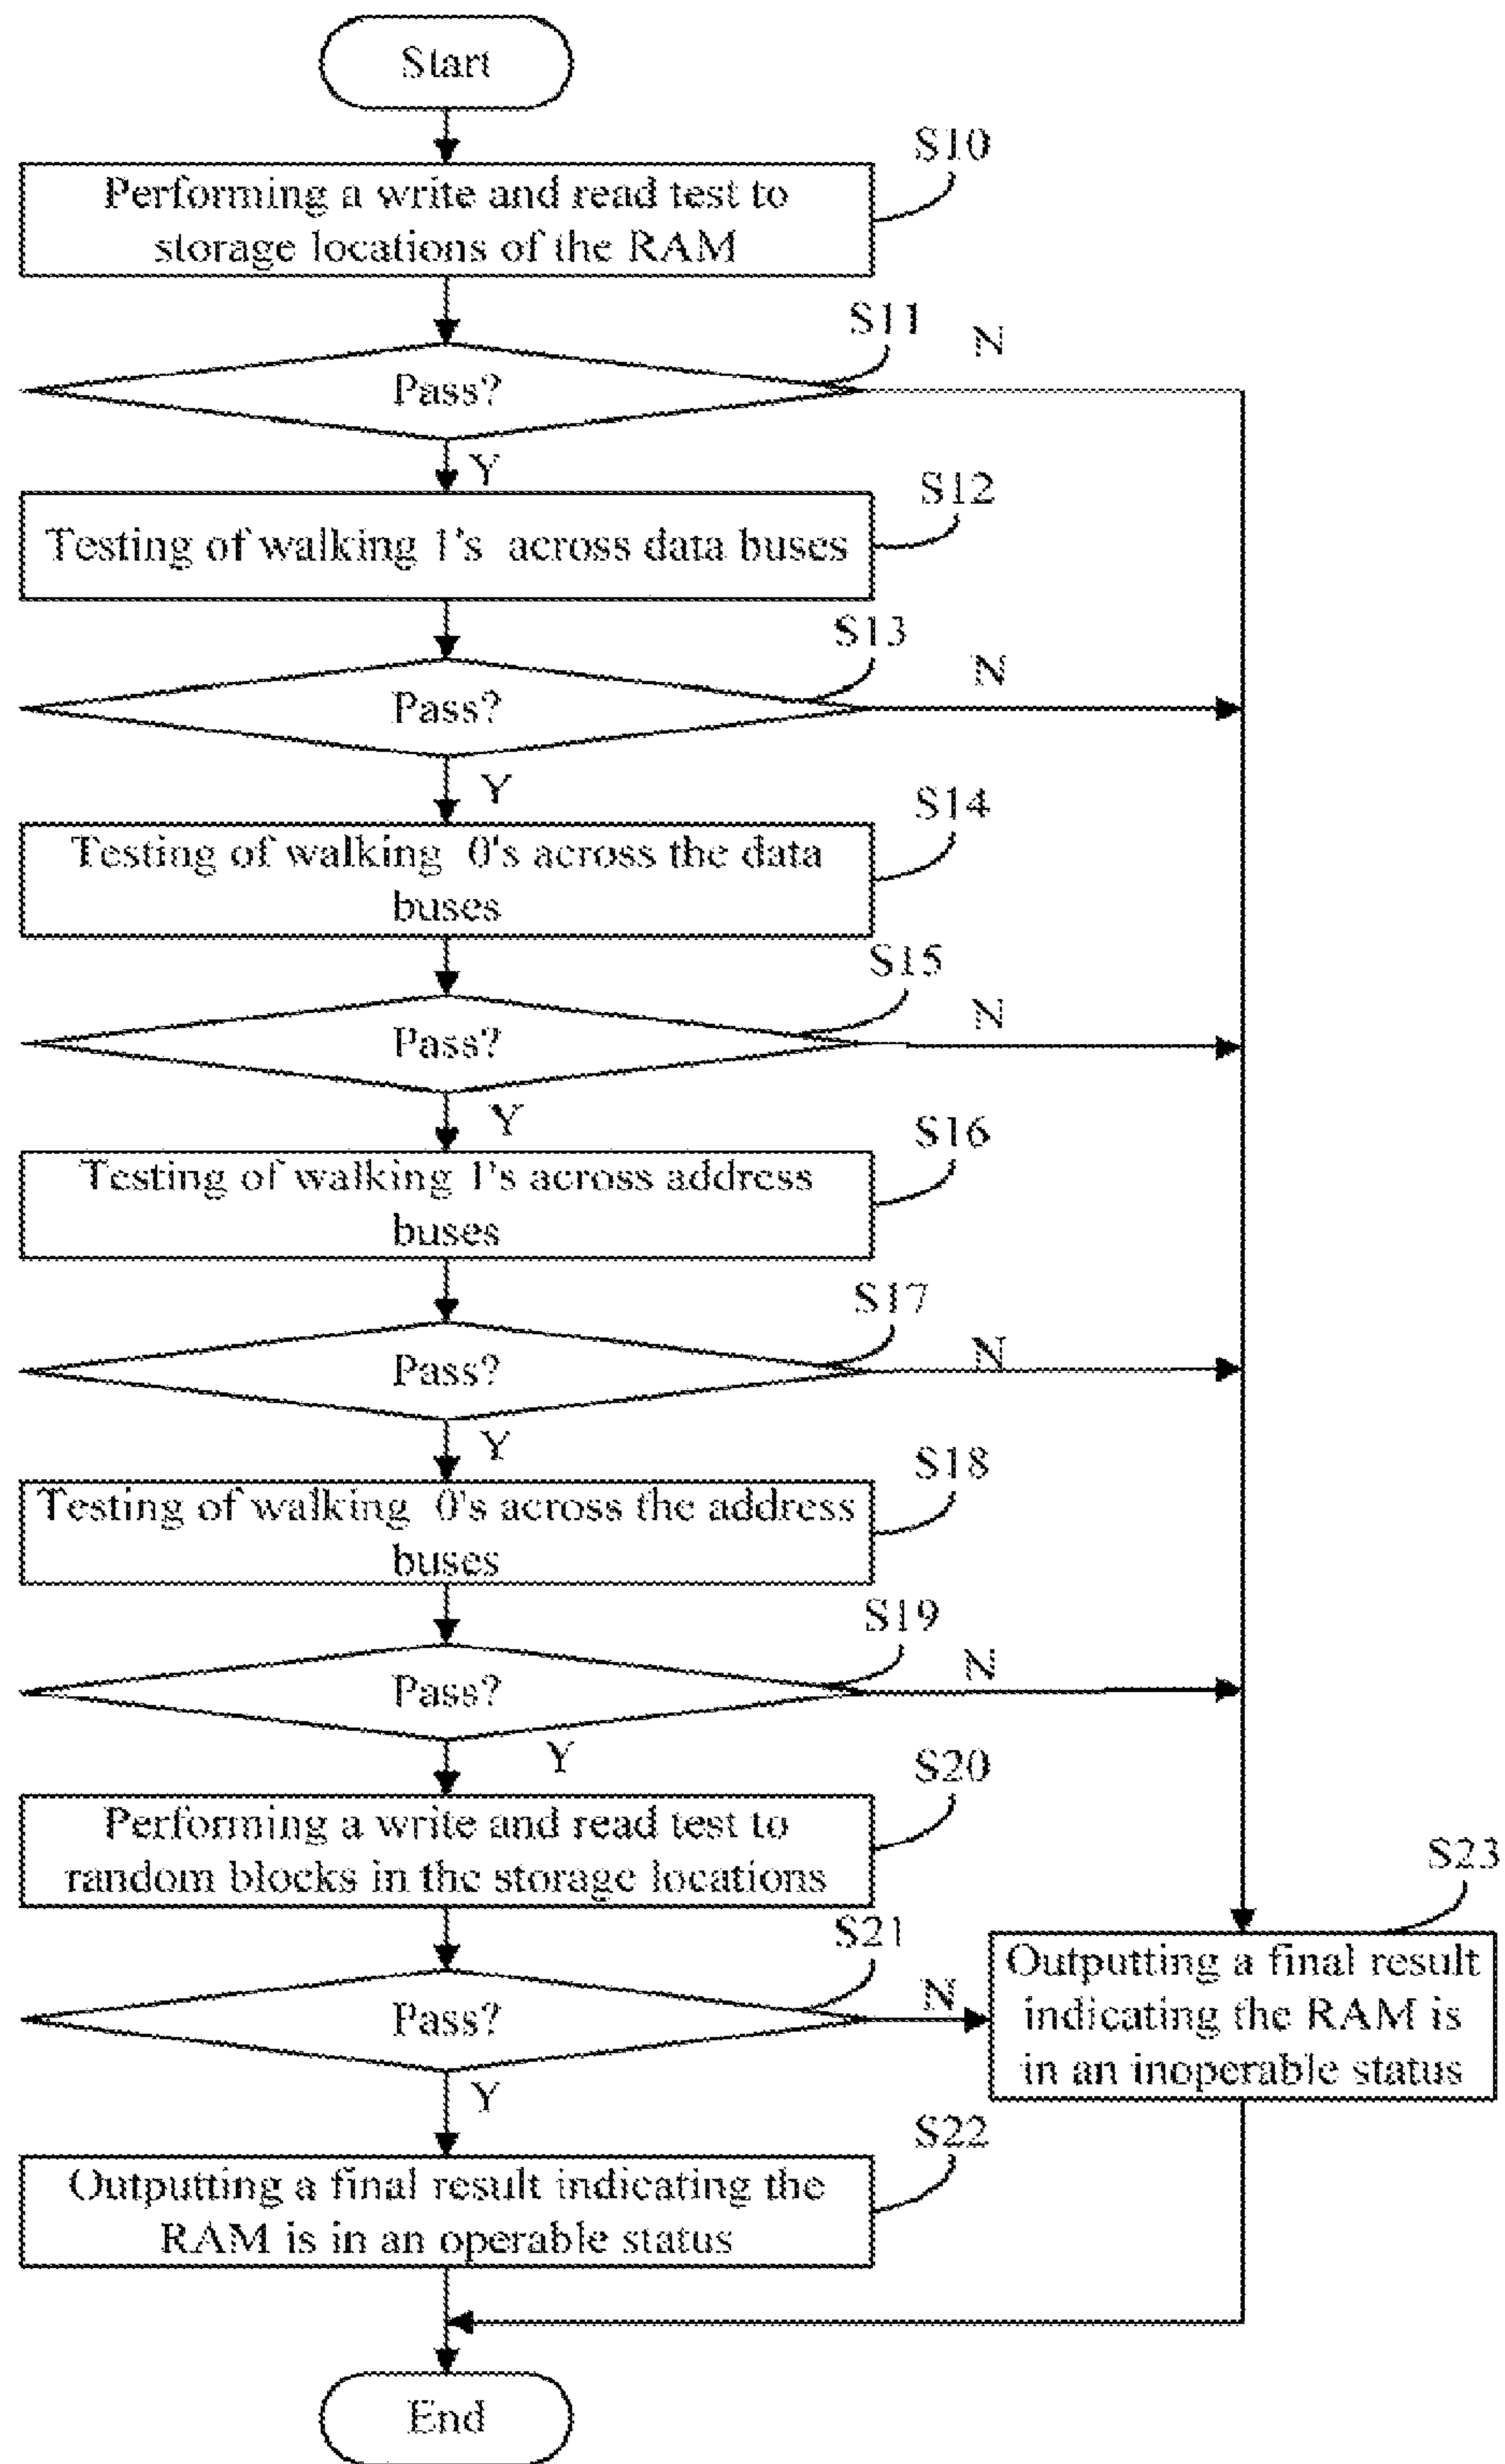 Start
S10
Performing a write and read test to
storage locations of the RAM
S11
N
Pass?
Y
S12
Testing of walking 1's across data buses
S13
N
Pass?
Y
S14
Testing of walking 0's across the data
buses
S15
N
Pass?
Y
S16
Testing of walking 1's across address
buses
S17
N
Pass?
Y
S18
Testing of walking 0's across the address
buses
S19
N
Pass?
Y
S20
Performing a write and read test to
random blocks in the storage locations
S21
N
Pass?
Y
S23
Outputting a final result
indicating the RAM is
in an inoperable status
S22
Outputting a final result indicating the
RAM is in an operable status
End